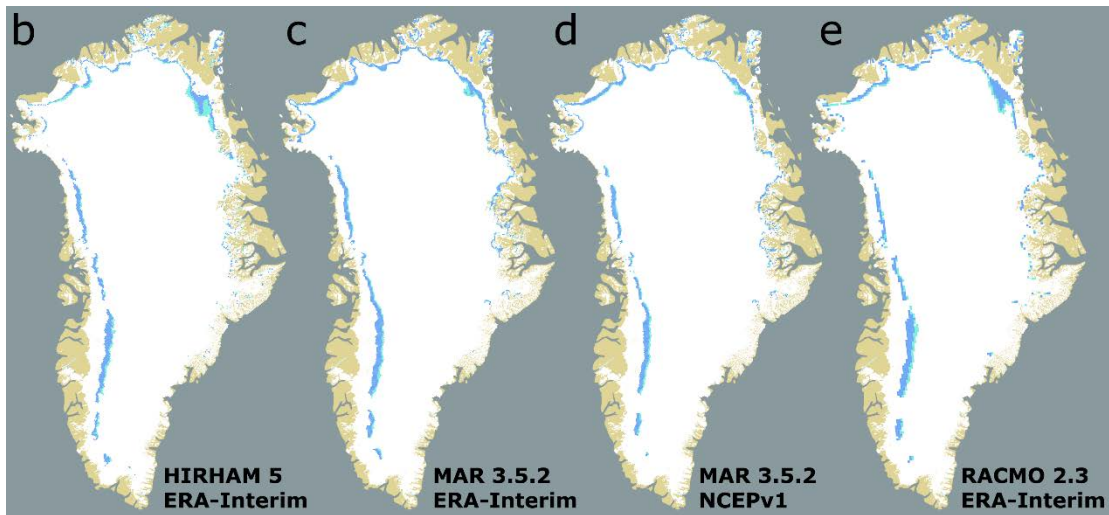 b
c
d
e
HIRHAM 5
ERA-Interim
MAR 3.5.2
ERA-Interim
MAR 3.5.2
NCEPv1
RACMO 2.3
ERA-Interim